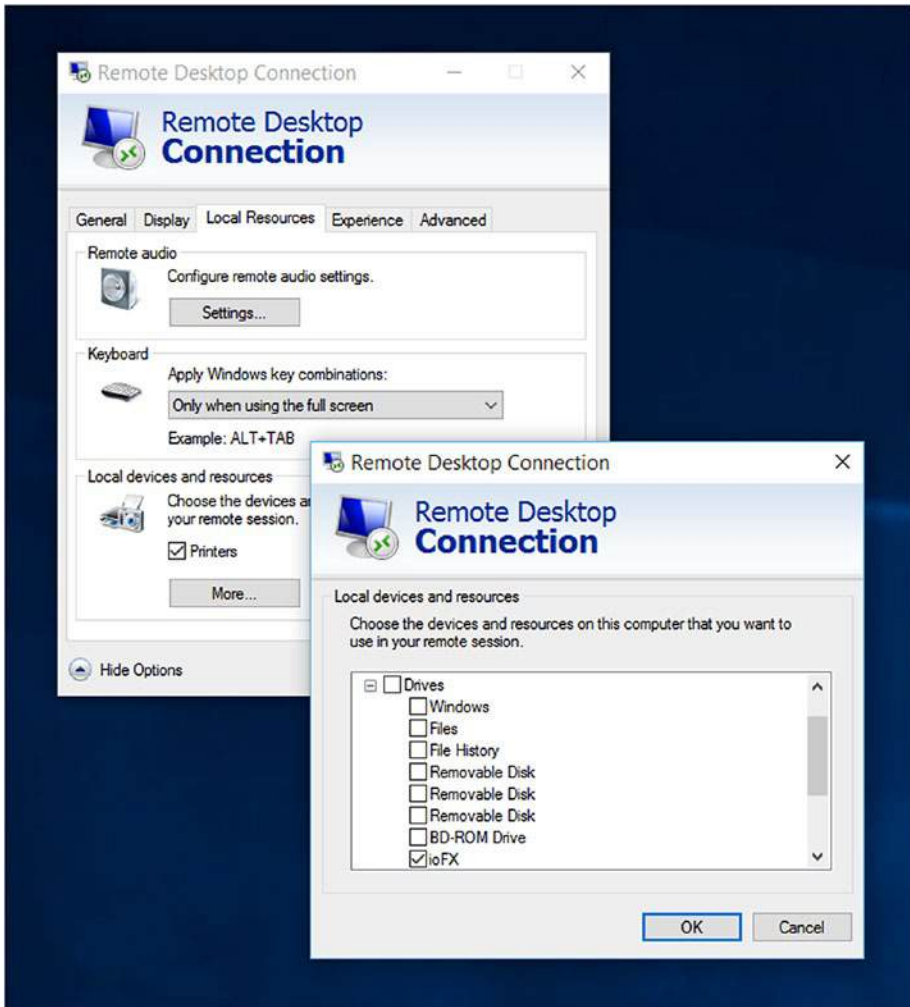 Remote Desktop Connection
Remote Desktop
Connection
General Display Local Resources Experience Advanced
Remote audio
Configure remote audio settings.
Settings...
Keyboard
Apply Windows key combinations:
Only when using the full screen
Example: ALT+TAB
Local devices and resources
Choose the devices a
your remote session.
Printers
More...
Hide Options
Remote Desktop Connection
Remote Desktop
Connection
Local devices and resources
Choose the devices and resources on this computer that you want to
use in your remote session.
Drives
Windows
Files
File History
Removable Disk
Removable Disk
Removable Disk
BD-ROM Drive
ioFX
OK Cancel